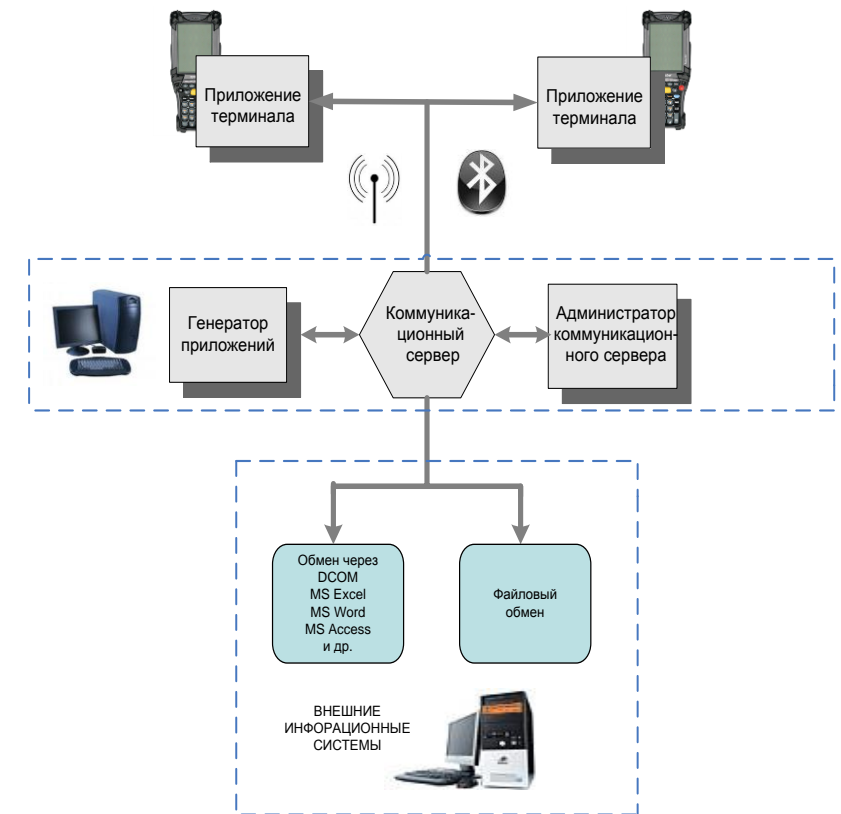 Приложение
терминала
Приложение
терминала
Генератор
приложений
Коммуника-
ционный
сервер
Администратор
коммуникацион-
ного сервера
Обмен через
DCOM
MS Excel
MS Word
MS Access
и др.
Файловый
обмен
ВНЕШНИЕ
ИНФОРАЦИОННЫЕ
СИСТЕМЫ